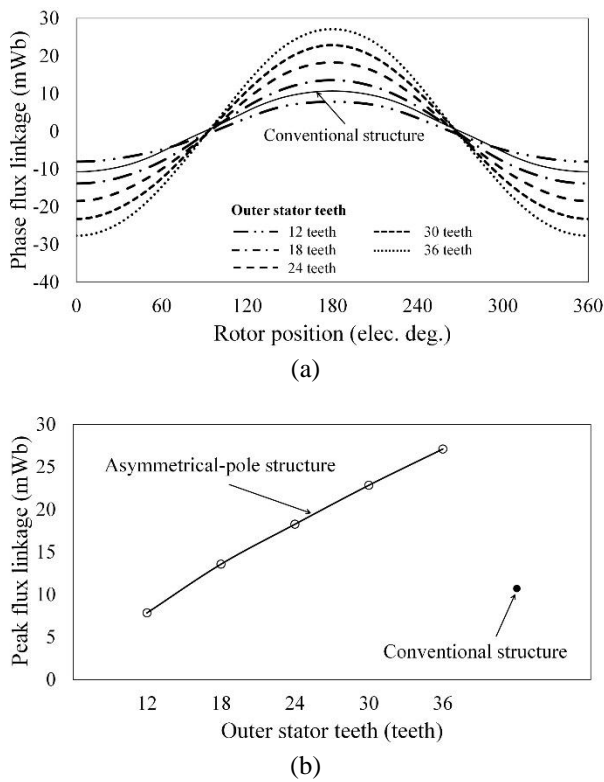 30
20
10
0
-10
-20
-30
-40
Phase flux linkage (mWb)
Conventional structure
Outer stator teeth
12 teeth
30 teeth
18 teeth
36 teeth
24 teeth
0 60 120 180 240 300 360
Rotor position (elec. deg.)
(a)
30
25
20
15
10
5
0
Peak flux linkage (mWb)
Asymmetrical-pole structure
Conventional structure
12 18 24 30 36
Outer stator teeth (teeth)
(b)